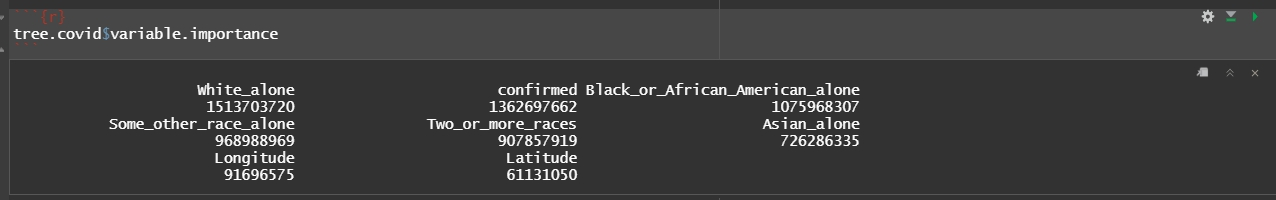 ```{r}
tree.covid$variable.importance
```
White_alone confirmed Black_or_African_American_alone
1513703720 1362697662 1075968307
Some_other_race_alone Two_or_more_races Asian_alone
968988969 907857919 726286335
Longitude Latitude
91696575 61131050